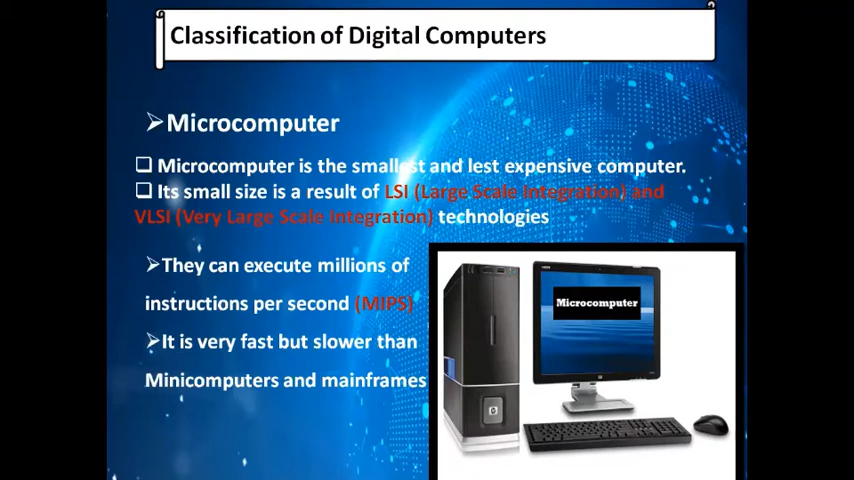 Classification of Digital Computers
➢Microcomputer
❑ Microcomputer is the smallest and lest expensive computer.
❑ Its small size is a result of LSI (Large Scale Integration) and
VLSI (Very Large Scale Integration) technologies
➢They can execute millions of
instructions per second (MIPS)
➢It is very fast but slower than
Minicomputers and mainframes
Microcomputer